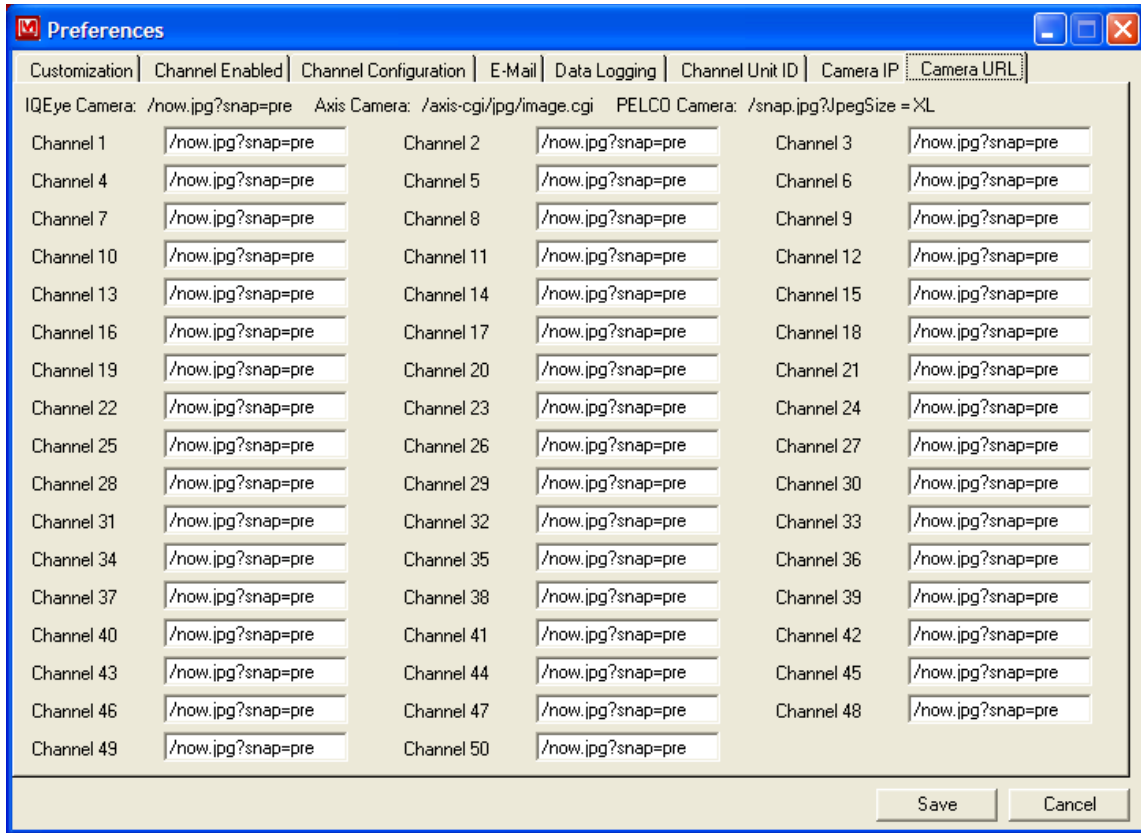 Preferences
Customization Channel Enabled Channel Configuration E-Mail Data Logging Channel Unit ID Camera IP Camera URL
IQEye Camera: /now.jpg?snap=pre Axis Camera: /axis-cgi/jpg/image.cgi PELCO Camera: /snap.jpg?JpegSize = XL
Channel 1 /now.jpg?snap=pre Channel 2 /now.jpg?snap=pre Channel 3 /now.jpg?snap=pre
Channel 4 /now.jpg?snap=pre Channel 5 /now.jpg?snap=pre Channel 6 /now.jpg?snap=pre
Channel 7 /now.jpg?snap=pre Channel 8 /now.jpg?snap=pre Channel 9 /now.jpg?snap=pre
Channel 10 /now.jpg?snap=pre Channel 11 /now.jpg?snap=pre Channel 12 /now.jpg?snap=pre
Channel 13 /now.jpg?snap=pre Channel 14 /now.jpg?snap=pre Channel 15 /now.jpg?snap=pre
Channel 16 /now.jpg?snap=pre Channel 17 /now.jpg?snap=pre Channel 18 /now.jpg?snap=pre
Channel 19 /now.jpg?snap=pre Channel 20 /now.jpg?snap=pre Channel 21 /now.jpg?snap=pre
Channel 22 /now.jpg?snap=pre Channel 23 /now.jpg?snap=pre Channel 24 /now.jpg?snap=pre
Channel 25 /now.jpg?snap=pre Channel 26 /now.jpg?snap=pre Channel 27 /now.jpg?snap=pre
Channel 28 /now.jpg?snap=pre Channel 29 /now.jpg?snap=pre Channel 30 /now.jpg?snap=pre
Channel 31 /now.jpg?snap=pre Channel 32 /now.jpg?snap=pre Channel 33 /now.jpg?snap=pre
Channel 34 /now.jpg?snap=pre Channel 35 /now.jpg?snap=pre Channel 36 /now.jpg?snap=pre
Channel 37 /now.jpg?snap=pre Channel 38 /now.jpg?snap=pre Channel 39 /now.jpg?snap=pre
Channel 40 /now.jpg?snap=pre Channel 41 /now.jpg?snap=pre Channel 42 /now.jpg?snap=pre
Channel 43 /now.jpg?snap=pre Channel 44 /now.jpg?snap=pre Channel 45 /now.jpg?snap=pre
Channel 46 /now.jpg?snap=pre Channel 47 /now.jpg?snap=pre Channel 48 /now.jpg?snap=pre
Channel 49 /now.jpg?snap=pre Channel 50 /now.jpg?snap=pre
Save Cancel